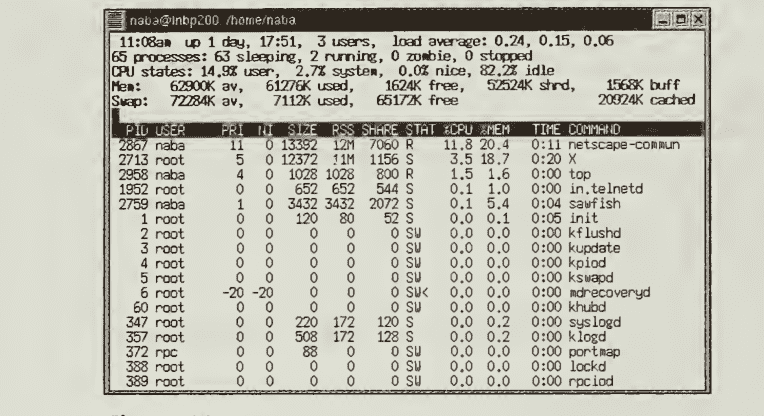 naba@lnbp200: /home/naba
11:08am up 1 day, 17:51, 3 users, load average: 0.24, 0.15, 0.06
65 processes: 63 sleeping, 2 running, 0 zombie, 0 stopped
CPU states: 14.9% user, 2.7% system, 0.0% nice, 82.2% idle
Mem: 62900K av, 61276K used, 1624K free, 52524K shrd, 1568K buff
Swap: 72284K av, 7112K used, 65172K free 20924K cached
PID USER PRI NI SIZE RSS SHARE STAT %CPU %MEM TIME COMMAND
2867 naba 11 0 13392 12M 7060 R 11.8 20.4 0:11 netscape-commun
2713 root 5 0 12372 11M 1156 S 3.5 18.7 0:20 X
2958 naba 4 0 1028 1028 800 R 1.5 1.6 0:00 top
1952 root 0 0 652 652 544 S 0.1 1.0 0:00 in.telnetd
2759 naba 1 0 3432 3432 2072 S 0.1 5.4 0:04 sawfish
1 root 0 0 120 80 52 S 0.0 0.1 0:05 init
2 root 0 0 0 0 0 SW 0.0 0.0 0:00 kflushd
3 root 0 0 0 0 0 SW 0.0 0.0 0:00 kupdate
4 root 0 0 0 0 0 SW 0.0 0.0 0:00 kpiod
5 root 0 0 0 0 0 SW 0.0 0.0 0:00 kswapd
6 root -20 -20 0 0 0 SW< 0.0 0.0 0:00 mdrecoveryd
60 root 0 0 0 0 0 SW 0.0 0.0 0:00 khubd
347 root 0 0 220 172 120 S 0.0 0.2 0:00 syslogd
357 root 0 0 508 172 128 S 0.0 0.2 0:00 klogd
372 rpc 0 0 88 0 0 SW 0.0 0.0 0:00 portmap
388 root 0 0 0 0 0 SW 0.0 0.0 0:00 lockd
389 root 0 0 0 0 0 SW 0.0 0.0 0:00 rpciod